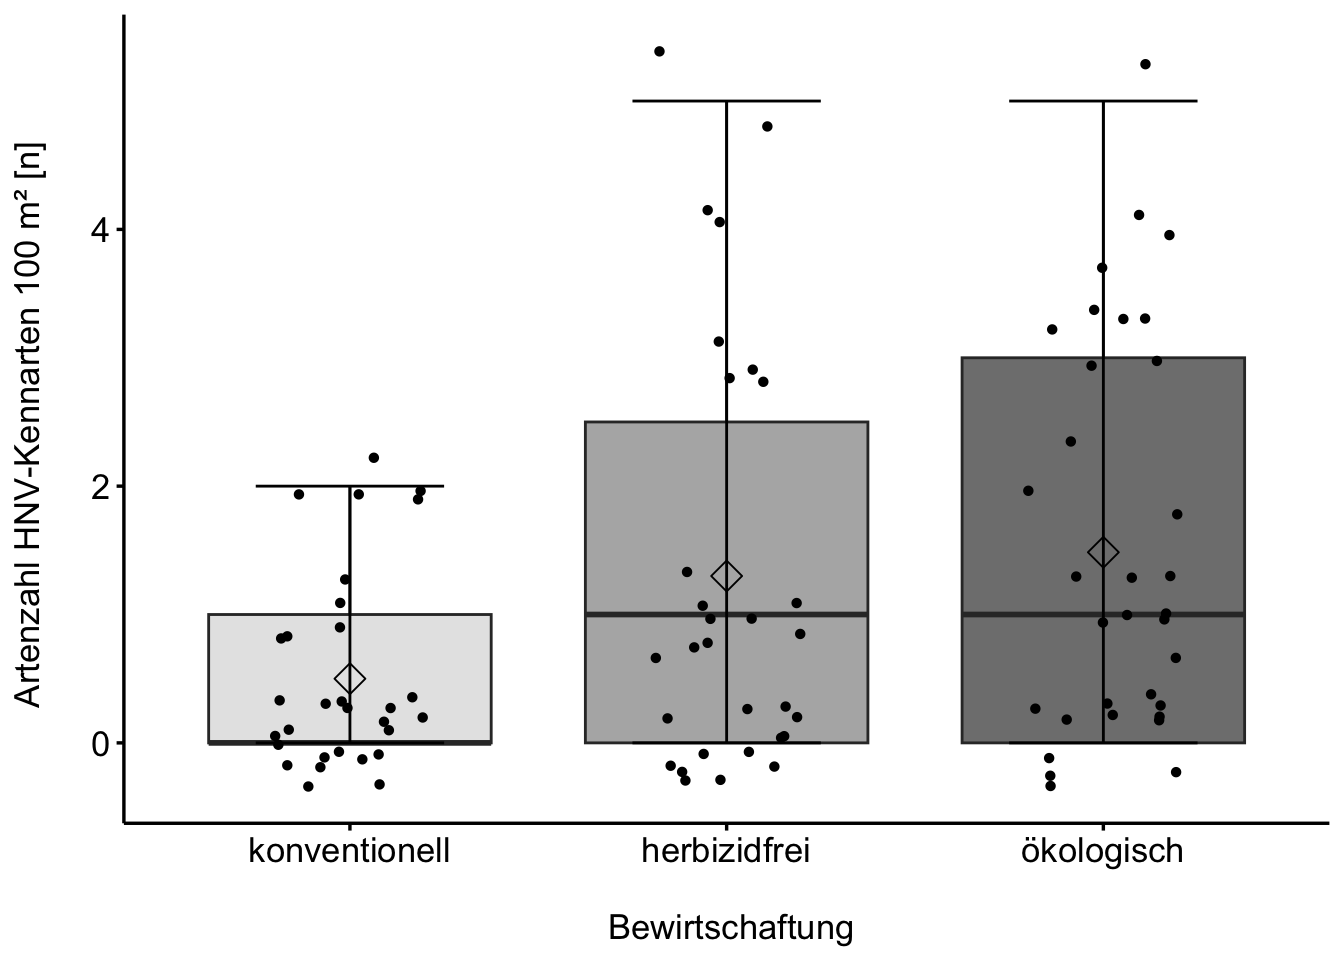 Artenzahl HNV-Kennarten 100 m² [n]
4
2
0
konventionell herbizidfrei ökologisch
Bewirtschaftung